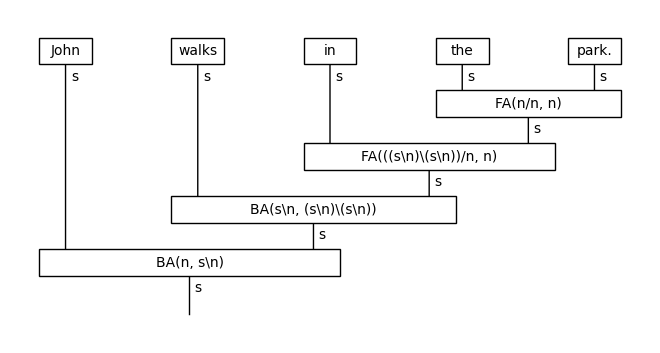 John walks in the park.
s s s s s
FA(n/n, n)
s
FA(((s\n)\(s\n))/n, n)
s
BA(s\n, (s\n)\(s\n))
s
BA(n, s\n)
s